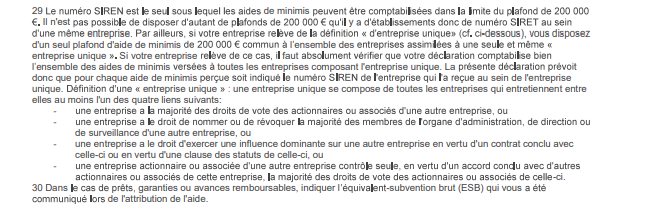 29 Le numéro SIREN est le seul sous lequel les aides de minimis peuvent être comptabilisées dans la limite du plafond de 200 000
€. Il n'est pas possible de disposer d'autant de plafonds de 200 000 € qu'il y a d'établissements donc de numéro SIRET au sein
d'une même entreprise. Par ailleurs, si votre entreprise relève de la définition « d'entreprise unique» (cf. ci-dessous), vous disposez
d'un seul plafond d'aide de minimis de 200 000 € commun à l'ensemble des entreprises assimilées à une seule et même «
entreprise unique ». Si votre entreprise relève de ce cas, il faut absolument vérifier que votre déclaration comptabilise bien
l'ensemble des aides de minimis versées à toutes les entreprises composant l'entreprise unique. La présente déclaration prévoit
donc que pour chaque aide de minimis perçue soit indiqué le numéro SIREN de l'entreprise qui l'a reçue au sein de l'entreprise
unique. Définition d'une « entreprise unique » : une entreprise unique se compose de toutes les entreprises qui entretiennent entre
elles au moins l'un des quatre liens suivants:
- une entreprise a la majorité des droits de vote des actionnaires ou associés d'une autre entreprise, ou
- une entreprise a le droit de nommer ou de révoquer la majorité des membres de l'organe d'administration, de direction ou
de surveillance d'une autre entreprise, ou
- une entreprise a le droit d'exercer une influence dominante sur une autre entreprise en vertu d'un contrat conclu avec
celle-ci ou en vertu d'une clause des statuts de celle-ci, ou
- une entreprise actionnaire ou associée d'une autre entreprise contrôle seule, en vertu d'un accord conclu avec d'autres
actionnaires ou associés de cette entreprise, la majorité des droits de vote des actionnaires ou associés de celle-ci.
30 Dans le cas de prêts, garanties ou avances remboursables, indiquer l'équivalent-subvention brut (ESB) qui vous a été
communiqué lors de l'attribution de l'aide.